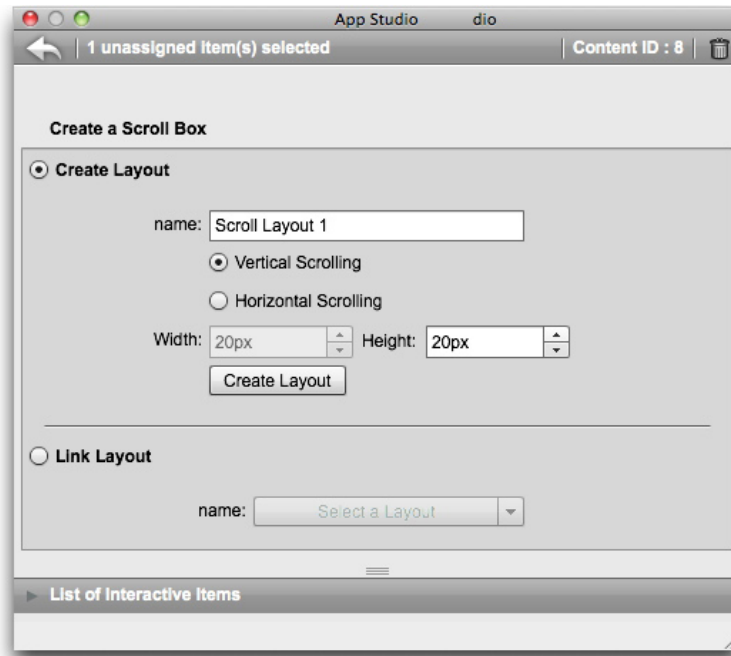 App Studio dio
1 unassigned item(s) selected Content ID : 8
Create a Scroll Box
Create Layout
name: Scroll Layout 1
Vertical Scrolling
Horizontal Scrolling
Width: 20px Height: 20px
Create Layout
Link Layout
name: Select a Layout
List of Interactive Items